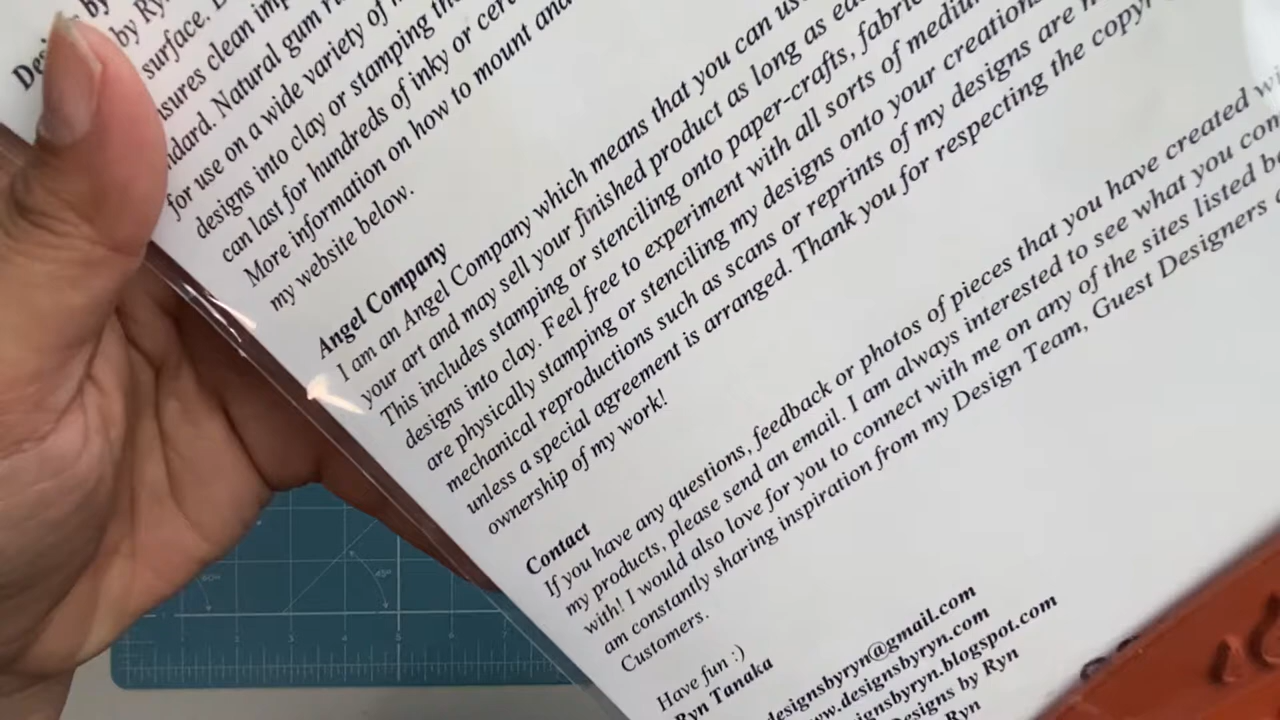 by Ryn
surface.
ensures clean
Natural gum
for use on a wide variety of
designs into clay or stamping
can last for hundreds of inky or
More information on how to mount and
my website below.
Angel Company
I am an Angel Company which means that you can
your art and may sell your finished product as long as
This includes stamping or stenciling onto paper-crafts, fabric
designs into clay. Feel free to experiment with all sorts of
are physically stamping or stenciling my designs onto your creations
mechanical reproductions such as scans or reprints of my designs are
unless a special agreement is arranged. Thank you for respecting the
ownership of my work!
Contact
If you have any questions, feedback or photos of pieces that you have created
my products, please send an email. I am always interested to see what you
with! I would also love for you to connect with me on any of the sites listed
am constantly sharing inspiration from my Design Team, Guest Designers
Customers.
Have fun :)
Ryn Tanaka
designsbyryn@gmail.com
www.designsbyryn.com
designsbyryn.blogspot.com
Designs by Ryn
Ryn
45°
60°